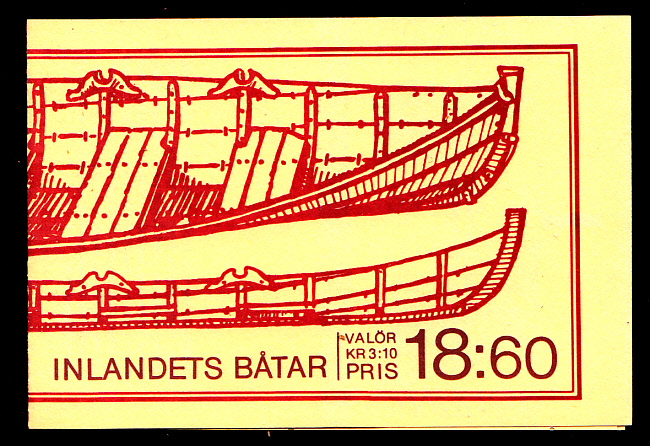 INLANDETS BÅTAR
VALÖR
KR 3:10
PRIS
18:60